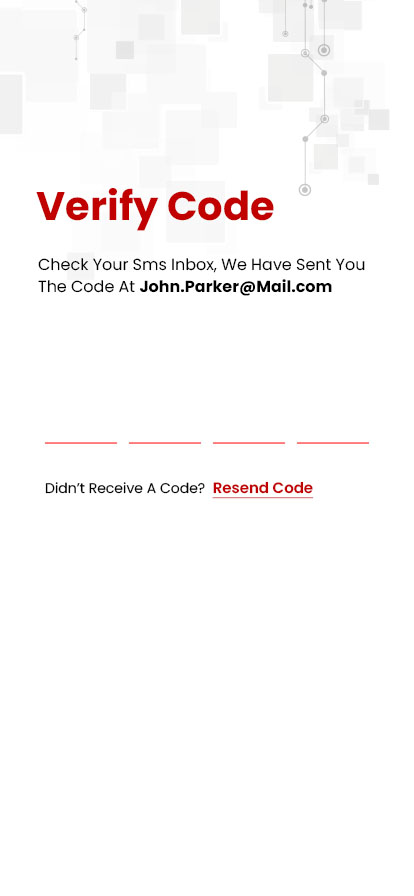 Verify Code
Check Your Sms Inbox, We Have Sent You
The Code At John.Parker@Mail.com
Didn’t Receive A Code? Resend Code